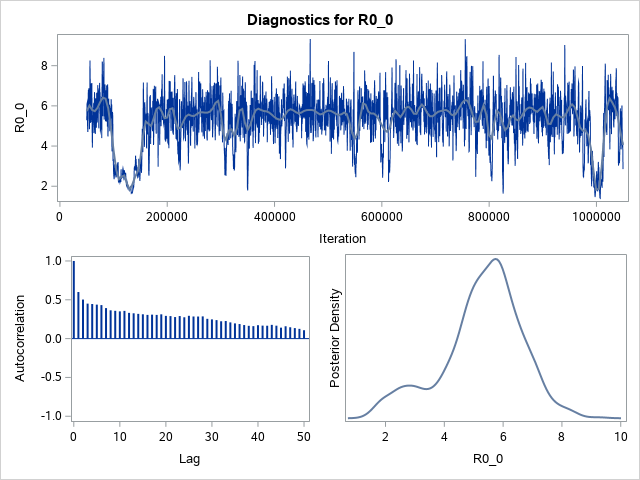 Diagnostics for R0_0
R0_0
8
6
4
2
0 200000 400000 600000 800000 1000000
Iteration
Autocorrelation
1.0
0.5
0.0
-0.5
-1.0
0 10 20 30 40 50
Lag
Posterior Density
2 4 6 8 10
R0_0